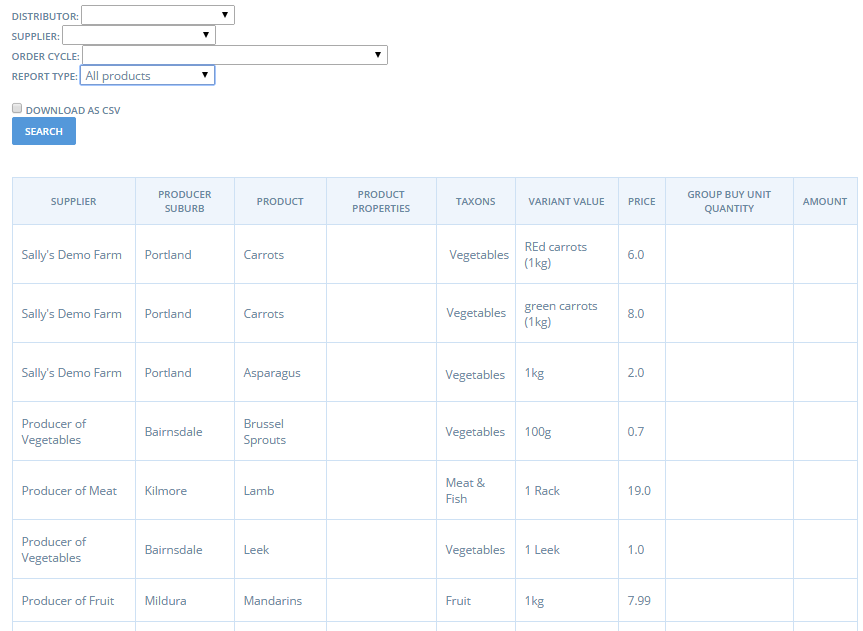 DISTRIBUTOR:
SUPPLIER:
ORDER CYCLE:
REPORT TYPE: All products
DOWNLOAD AS CSV
SEARCH
SUPPLIER PRODUCER SUBURB PRODUCT PRODUCT PROPERTIES TAXONS VARIANT VALUE PRICE GROUP BUY UNIT QUANTITY AMOUNT
Sally's Demo Farm Portland Carrots Vegetables REd carrots (1kg) 6.0
Sally's Demo Farm Portland Carrots Vegetables green carrots (1kg) 8.0
Sally's Demo Farm Portland Asparagus Vegetables 1kg 2.0
Producer of Vegetables Bairnsdale Brussel Sprouts Vegetables 100g 0.7
Producer of Meat Kilmore Lamb Meat & Fish 1 Rack 19.0
Producer of Vegetables Bairnsdale Leek Vegetables 1 Leek 1.0
Producer of Fruit Mildura Mandarins Fruit 1kg 7.99